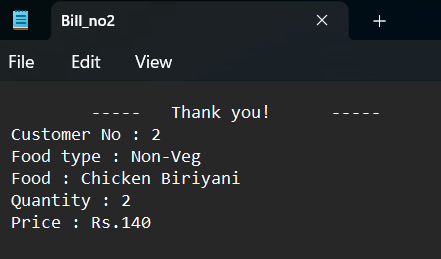 Bill_no2
File Edit View
----- Thank you! -----
Customer No : 2
Food type : Non-Veg
Food : Chicken Biriyani
Quantity : 2
Price : Rs.140